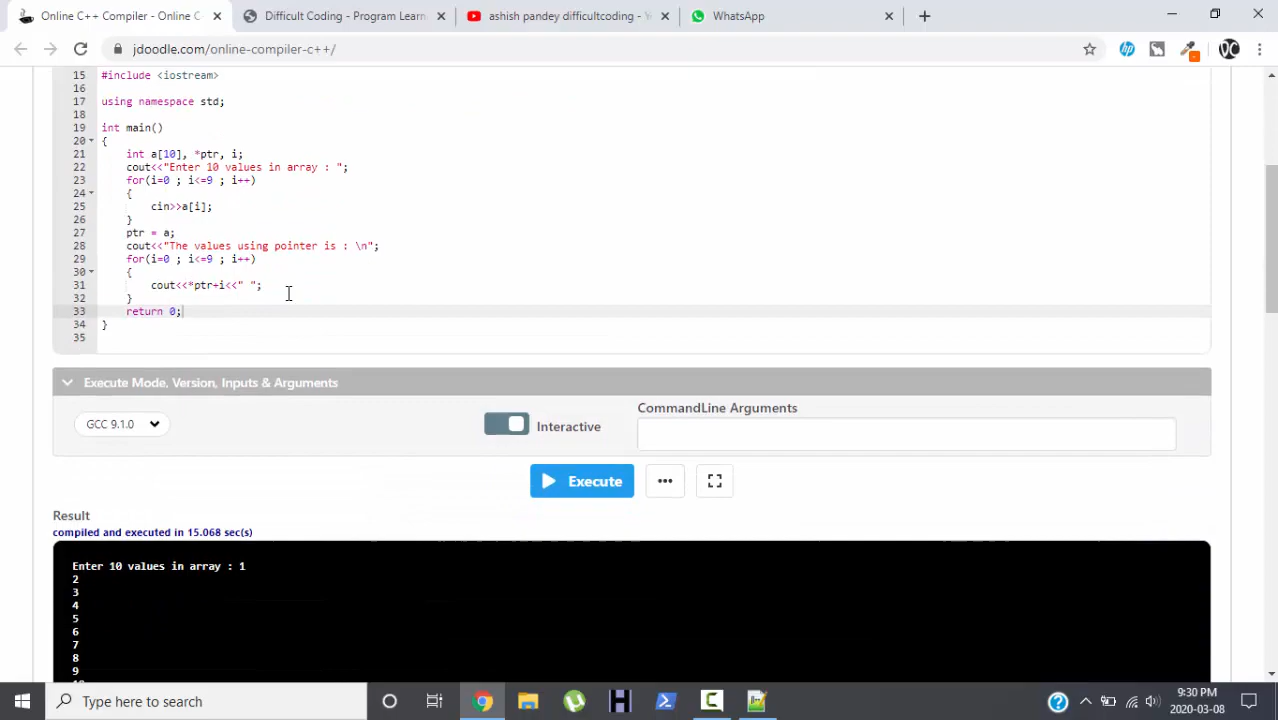 Online C++ Compiler - Online C
Difficult Coding - Program Learn
ashish pandey difficultcoding - Y
WhatsApp
jdoodle.com/online-compiler-c++/
15 #include <iostream>
16
17 using namespace std;
18
19 int main()
20 {
21 int a[10], *ptr, i;
22 cout<<"Enter 10 values in array : ";
23 for(i=0 ; i<=9 ; i++)
24 {
25 cin>>a[i];
26 }
27 ptr = a;
28 cout<<"The values using pointer is : \n";
29 for(i=0 ; i<=9 ; i++)
30 {
31 cout<<*ptr+i<<" ";
32 }
33 return 0;
34 }
35
Execute Mode, Version, Inputs & Arguments
GCC 9.1.0
Interactive
CommandLine Arguments
Execute
Result
compiled and executed in 15.068 sec(s)
Enter 10 values in array : 1
2
3
4
5
6
7
8
9
10
Type here to search
9:30 PM
2020-03-08